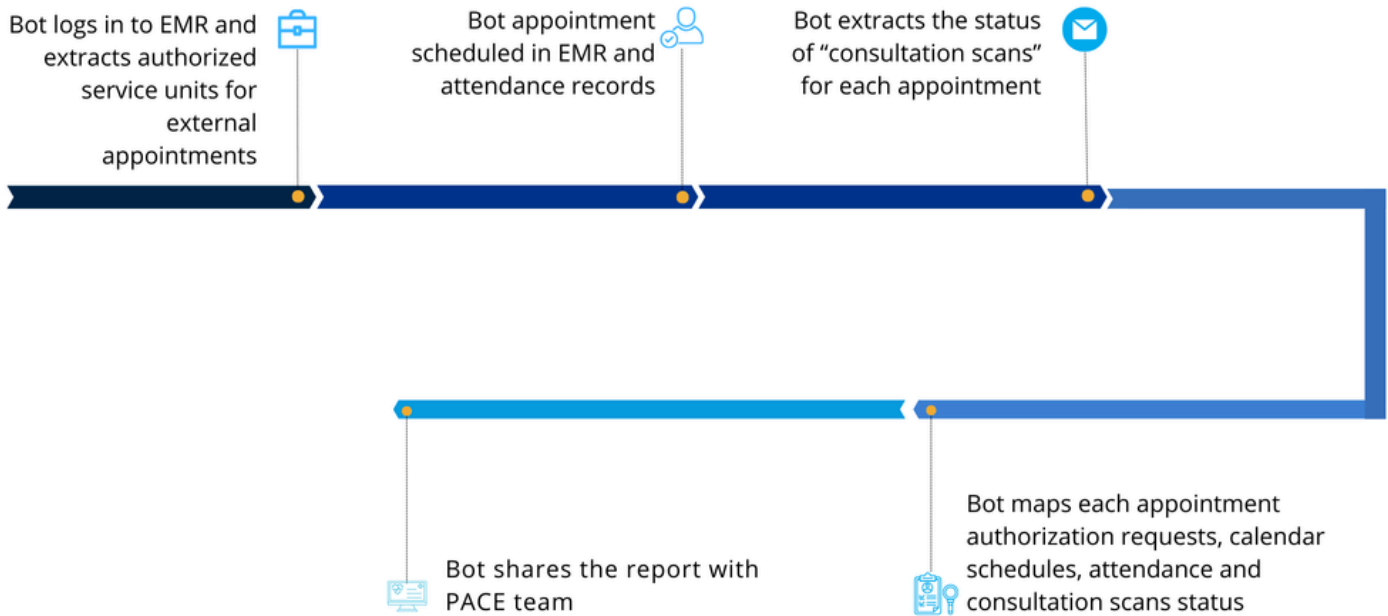 Bot logs in to EMR and
extracts authorized
service units for
external
appointments
Bot appointment
scheduled in EMR and
attendance records
Bot extracts the status
of “consultation scans”
for each appointment
Bot maps each appointment
authorization requests, calendar
schedules, attendance and
consultation scans status
Bot shares the report with
PACE team